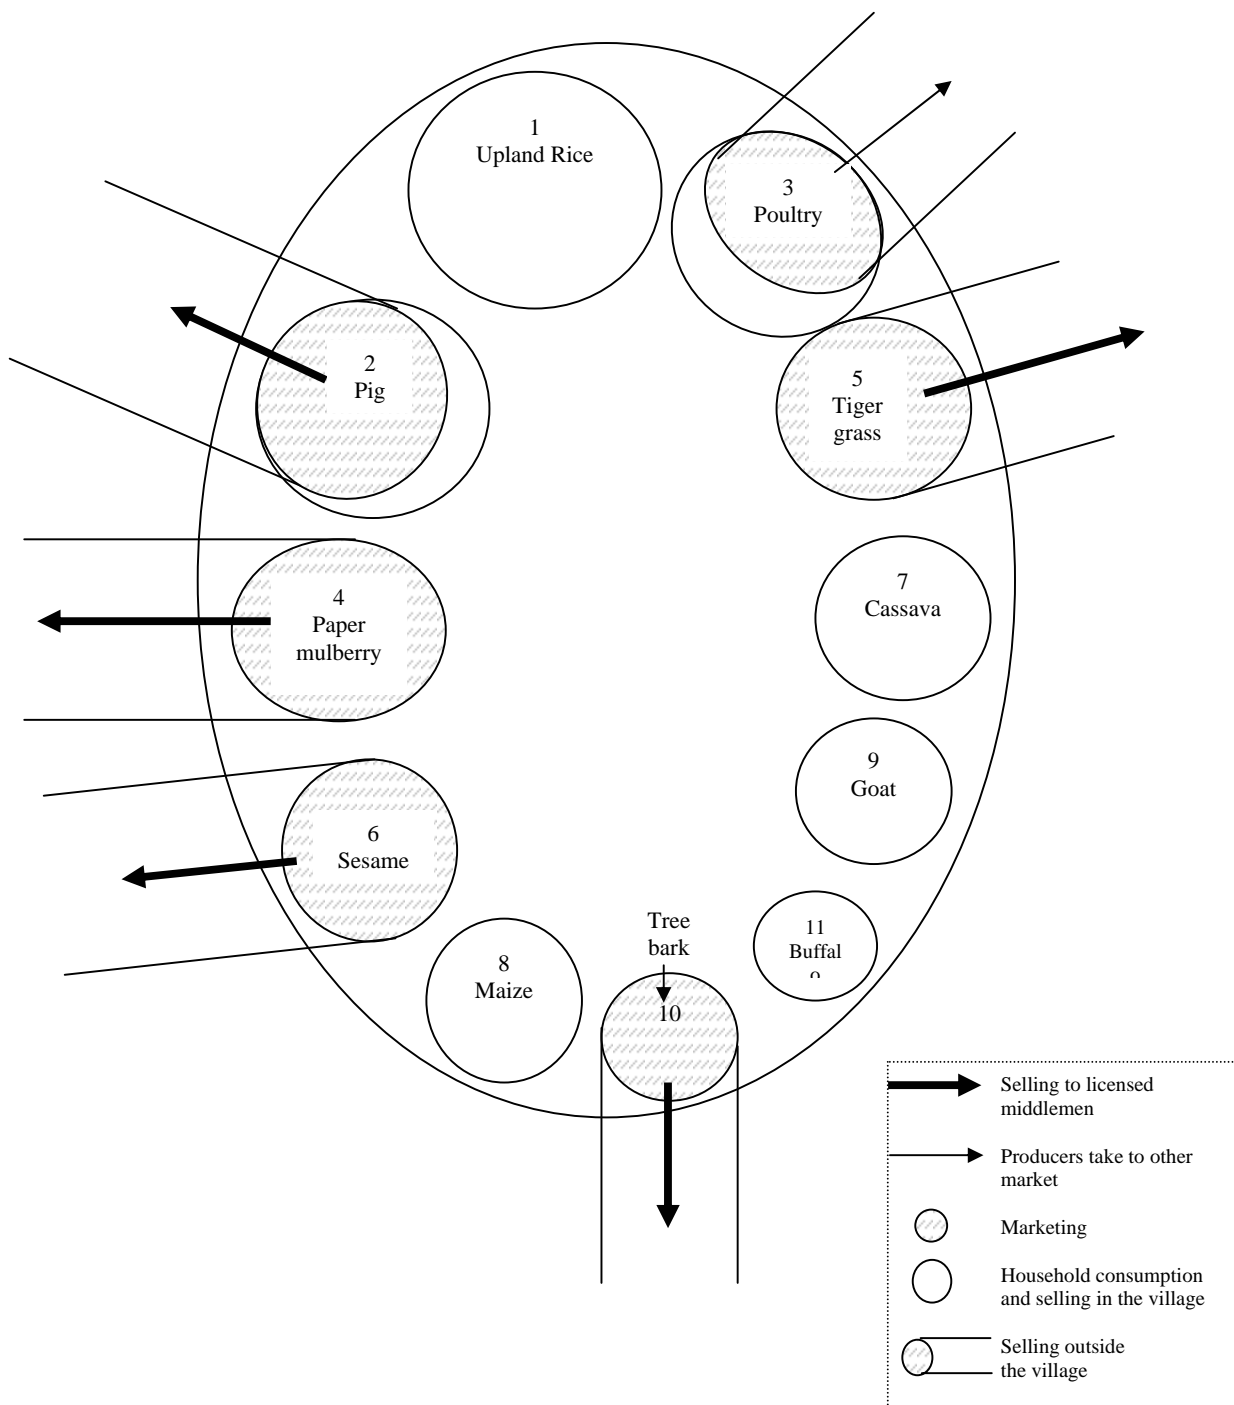 1
Upland Rice
3
Poultry
2
Pig
5
Tiger
grass
4
Paper
mulberry
7
Cassava
9
Goat
6
Sesame
8
Maize
Tree
bark
10
11
Buffal
o
Selling to licensed
middlemen
Producers take to other
market
Marketing
Household consumption
and selling in the village
Selling outside
the village